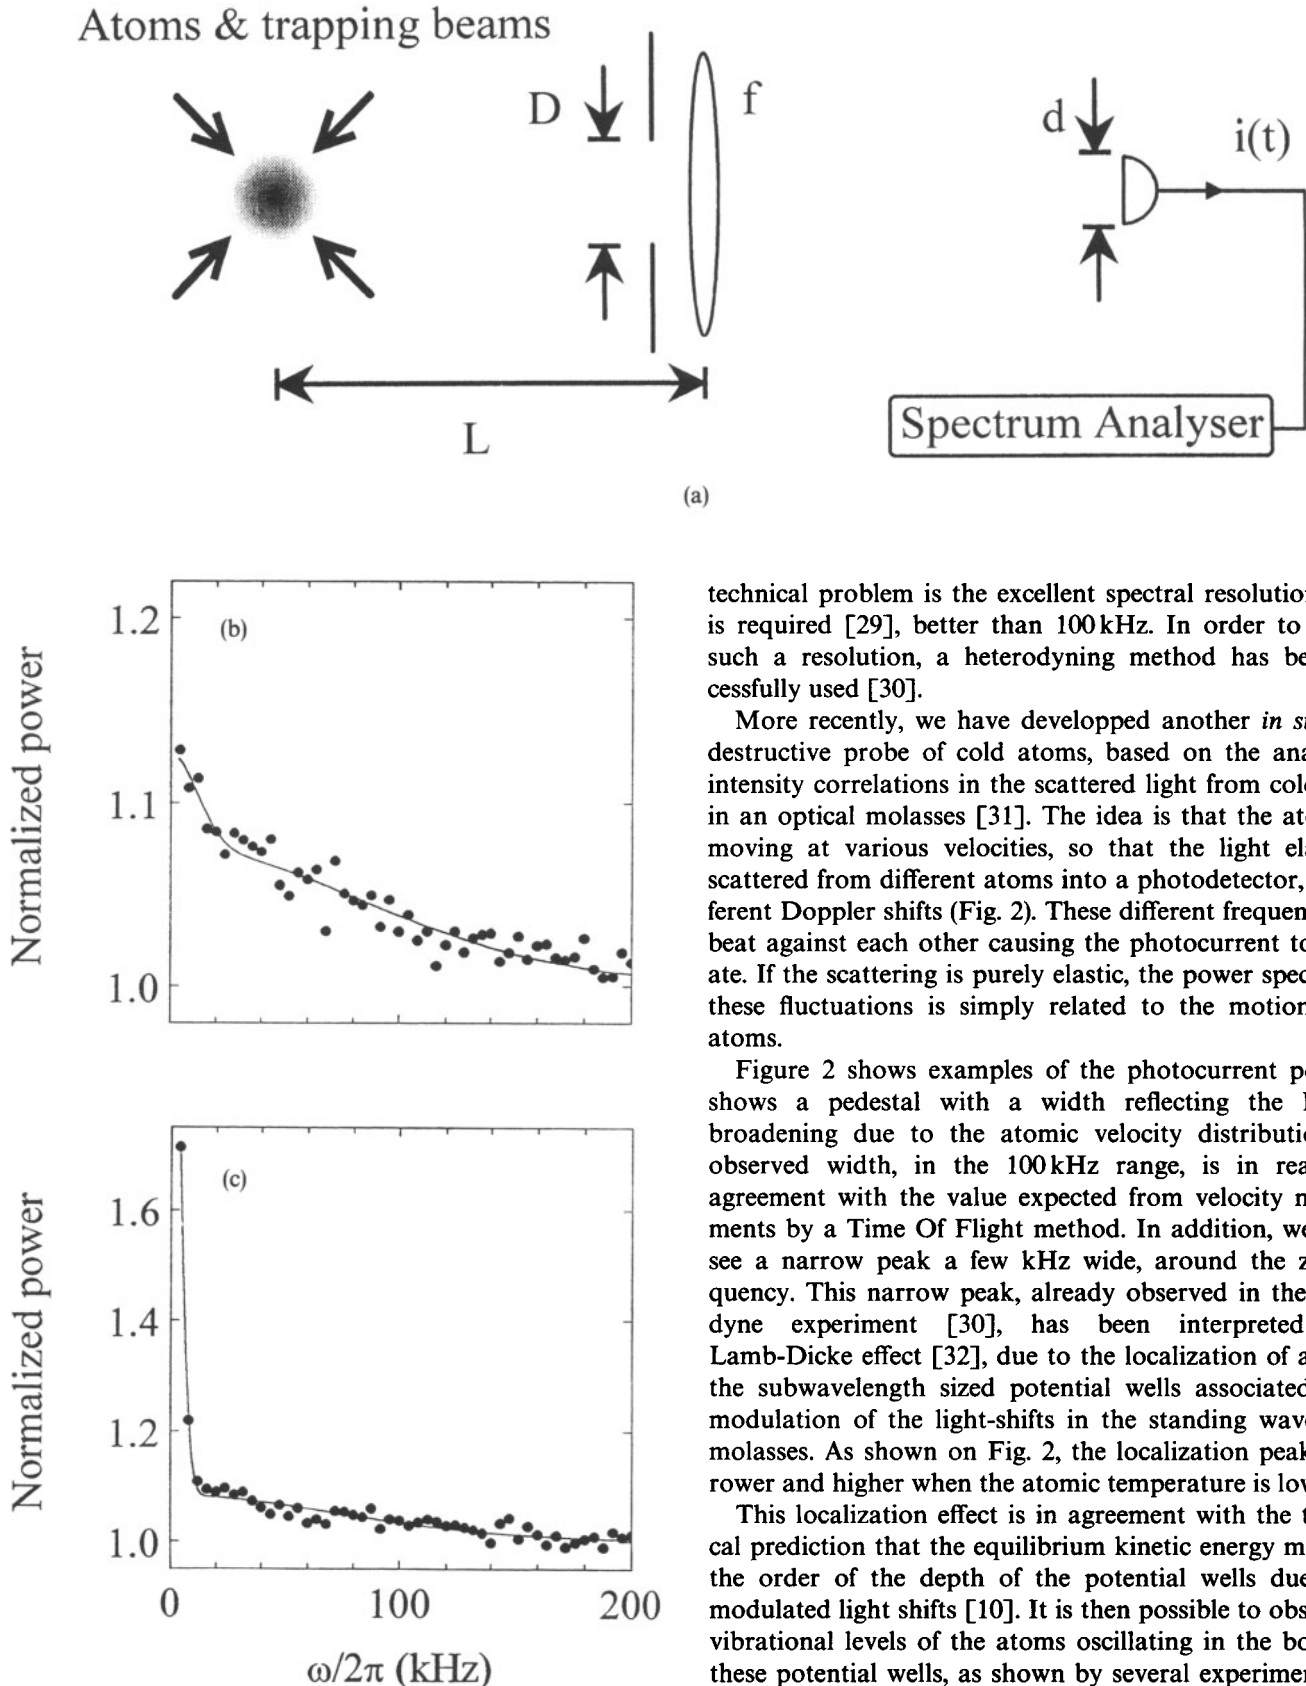 Atoms & trapping beams
D
f
d
i(t)
L
Spectrum Analyser
(a)
Normalized power
1.2
1.1
1.0
(b)
Normalized power
1.6
1.4
1.2
1.0
(c)
0 100 200
ω/2π (kHz)
technical problem is the excellent spectral resolution
is required [29], better than 100 kHz. In order to
such a resolution, a heterodyning method has be
cessfully used [30].
More recently, we have developped another in s
destructive probe of cold atoms, based on the ana
intensity correlations in the scattered light from cold
in an optical molasses [31]. The idea is that the at
moving at various velocities, so that the light el
scattered from different atoms into a photodetector,
ferent Doppler shifts (Fig. 2). These different frequen
beat against each other causing the photocurrent to
ate. If the scattering is purely elastic, the power spec
these fluctuations is simply related to the motion
atoms.
Figure 2 shows examples of the photocurrent p
shows a pedestal with a width reflecting the
broadening due to the atomic velocity distributi
observed width, in the 100 kHz range, is in rea
agreement with the value expected from velocity m
ments by a Time Of Flight method. In addition, we
see a narrow peak a few kHz wide, around the z
quency. This narrow peak, already observed in the
dyne experiment [30], has been interpreted
Lamb-Dicke effect [32], due to the localization of a
the subwavelength sized potential wells associated
modulation of the light-shifts in the standing wav
molasses. As shown on Fig. 2, the localization peak
rower and higher when the atomic temperature is lov
This localization effect is in agreement with the t
cal prediction that the equilibrium kinetic energy m
the order of the depth of the potential wells due
modulated light shifts [10]. It is then possible to obs
vibrational levels of the atoms oscillating in the bo
these potential wells, as shown by several experimen